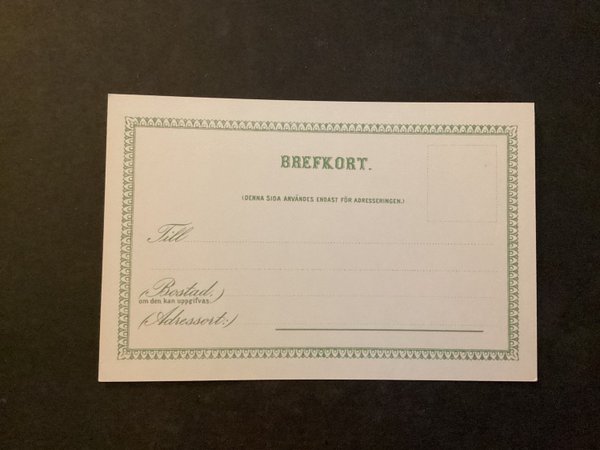 BREFKORT.
(DENNA SIDA ANVÄNDES ENDAST FÖR ADRESSERINGEN.)
Till
(Bostad.)
om den kan uppgifvas.
(Adressort.)